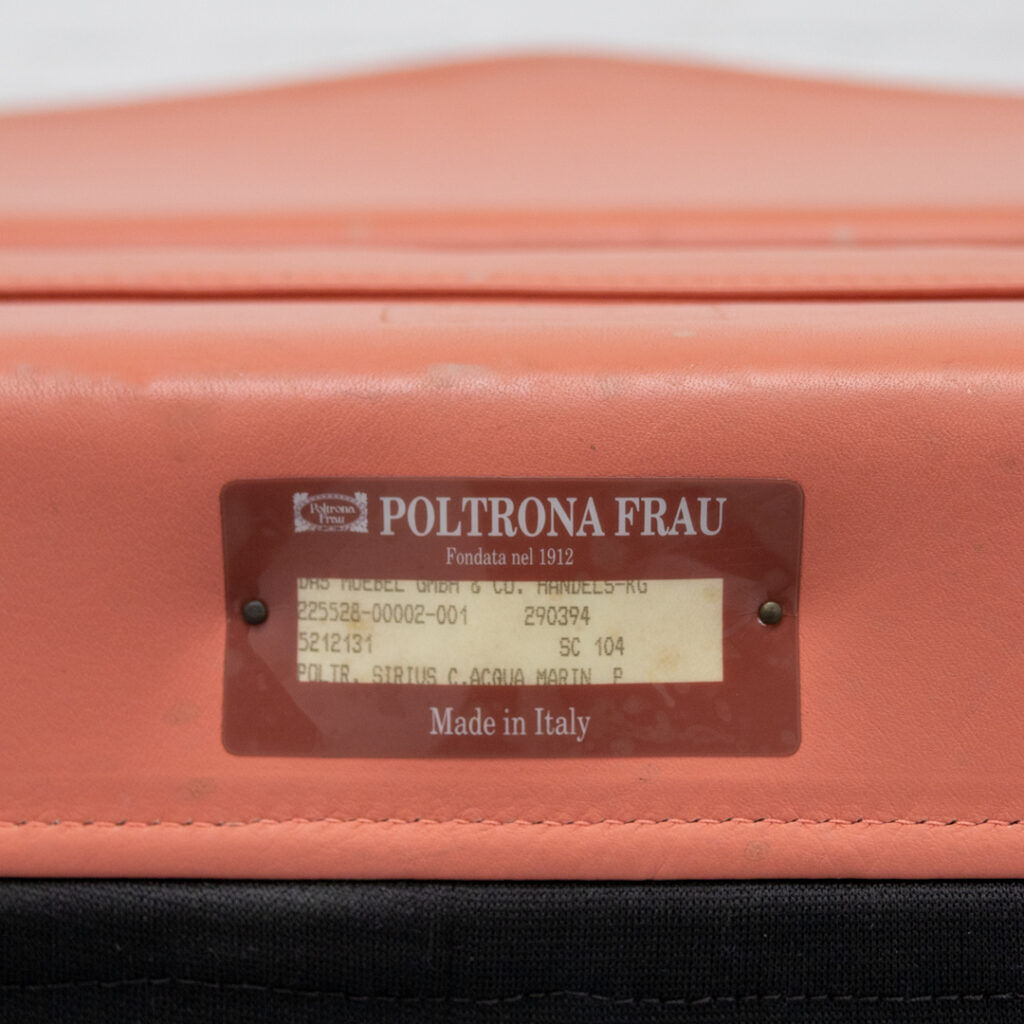 Poltrona
Frau
POLTRONA FRAU
Fondata nel 1912
DAS MOEBEL GMBH & CO. HANDELS-KG
225528-00002-001 290394
5212131 SC 104
POLTR. SIRIUS C.ACQUA MARIN P
Made in Italy